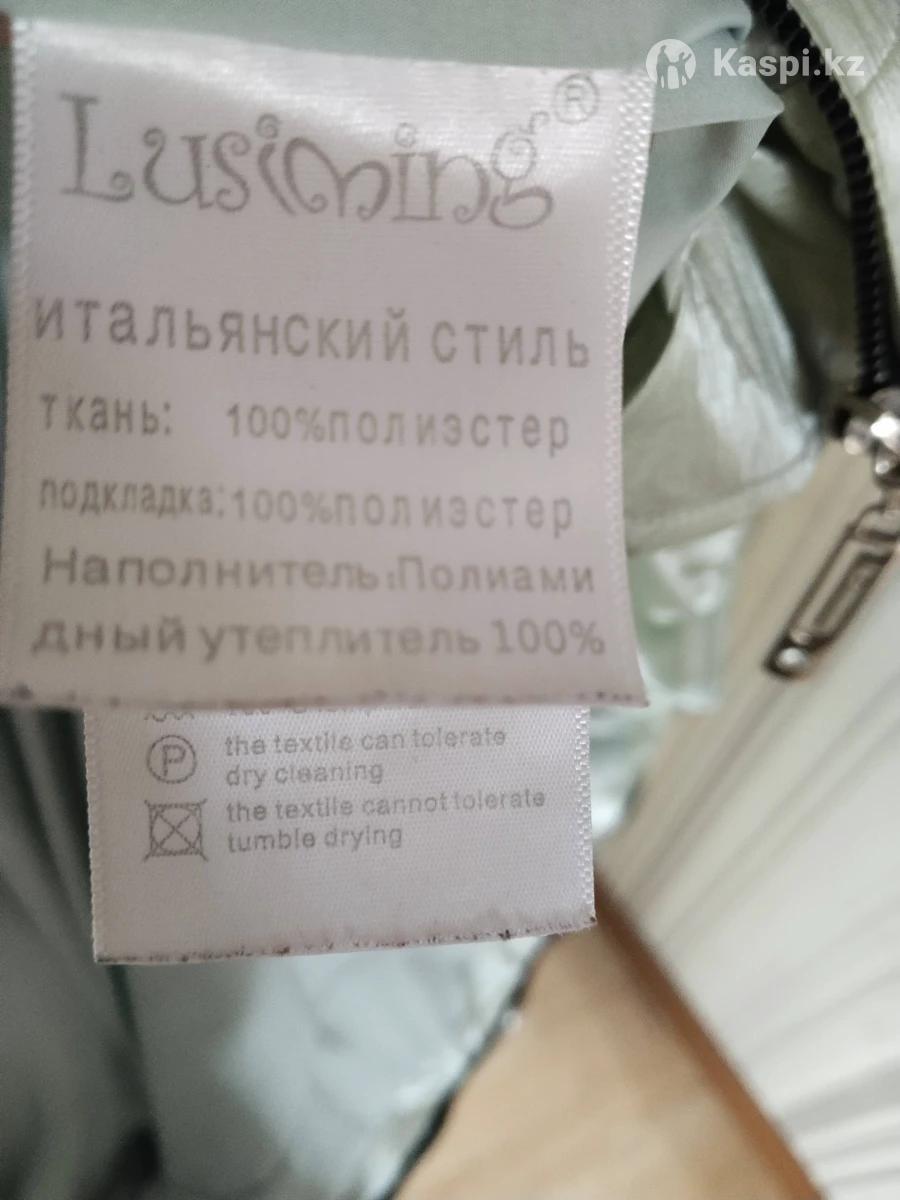 Kaspi.kz
Lusiming®
ИТАЛЬЯНСКИЙ СТИЛЬ
ткань: 100%полиэстер
подкладка:100%полиэстер
Наполнитель:Полиами
дный утеплитель 100%
P the textile can tolerate
dry cleaning
the textile cannot tolerate
tumble drying